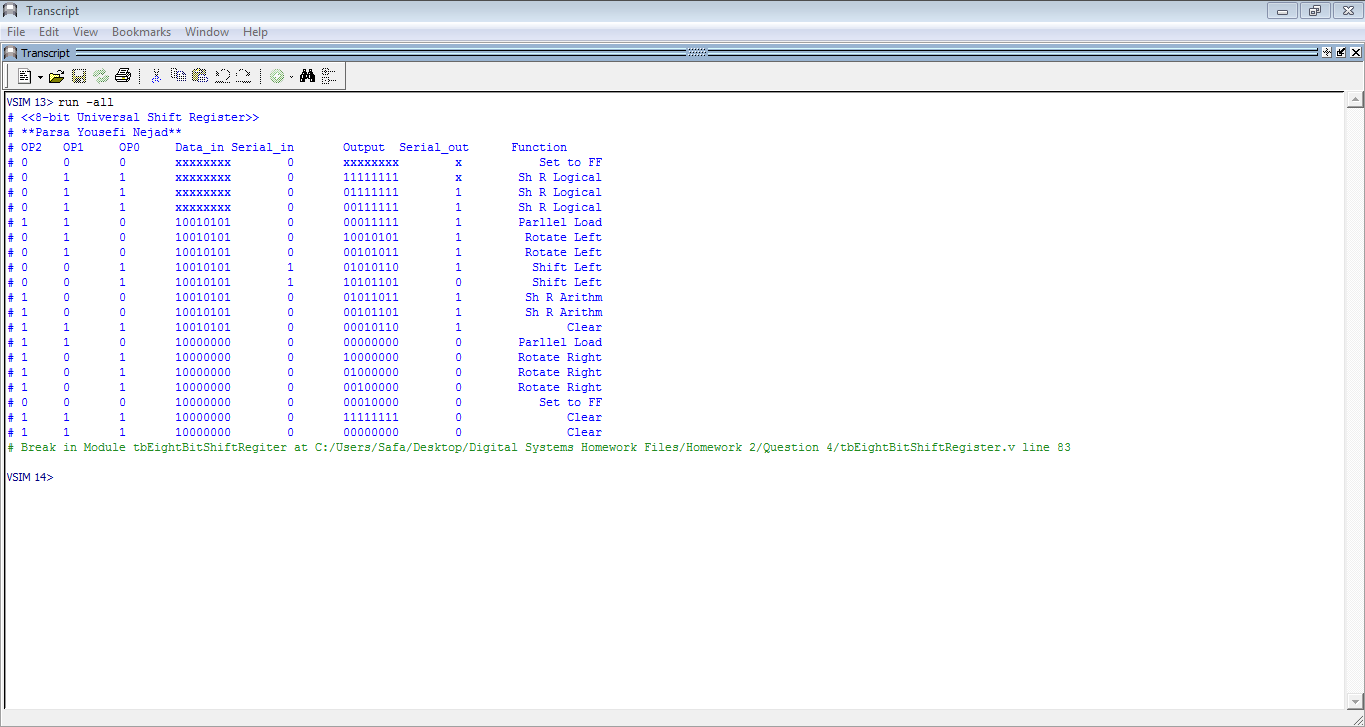 Transcript
File Edit View Bookmarks Window Help
Transcript
VSIM 13> run -all
# <<8-bit Universal Shift Register>>
# **Parsa Yousefi Nejad**
# OP2 OP1 OP0 Data_in Serial_in Output Serial_out Function
# 0 0 0 xxxxxxxx 0 xxxxxxxx x Set to FF
# 0 1 1 xxxxxxxx 0 11111111 x Sh R Logical
# 0 1 1 xxxxxxxx 0 01111111 1 Sh R Logical
# 0 1 1 xxxxxxxx 0 00111111 1 Sh R Logical
# 1 1 0 10010101 0 00011111 1 Parllel Load
# 0 1 0 10010101 0 10010101 1 Rotate Left
# 0 1 0 10010101 0 00101011 1 Rotate Left
# 0 0 1 10010101 1 01010110 1 Shift Left
# 0 0 1 10010101 1 10101101 0 Shift Left
# 1 0 0 10010101 0 01011011 1 Sh R Arithm
# 1 0 0 10010101 0 00101101 1 Sh R Arithm
# 1 1 1 10010101 0 00010110 1 Clear
# 1 1 0 10000000 0 00000000 0 Parllel Load
# 1 0 1 10000000 0 10000000 0 Rotate Right
# 1 0 1 10000000 0 01000000 0 Rotate Right
# 1 0 1 10000000 0 00100000 0 Rotate Right
# 0 0 0 10000000 0 00010000 0 Set to FF
# 1 1 1 10000000 0 11111111 0 Clear
# 1 1 1 10000000 0 00000000 0 Clear
# Break in Module tbEightBitShiftRegiter at C:/Users/Safa/Desktop/Digital Systems Homework Files/Homework 2/Question 4/tbEightBitShiftRegister.v line 83
VSIM 14>